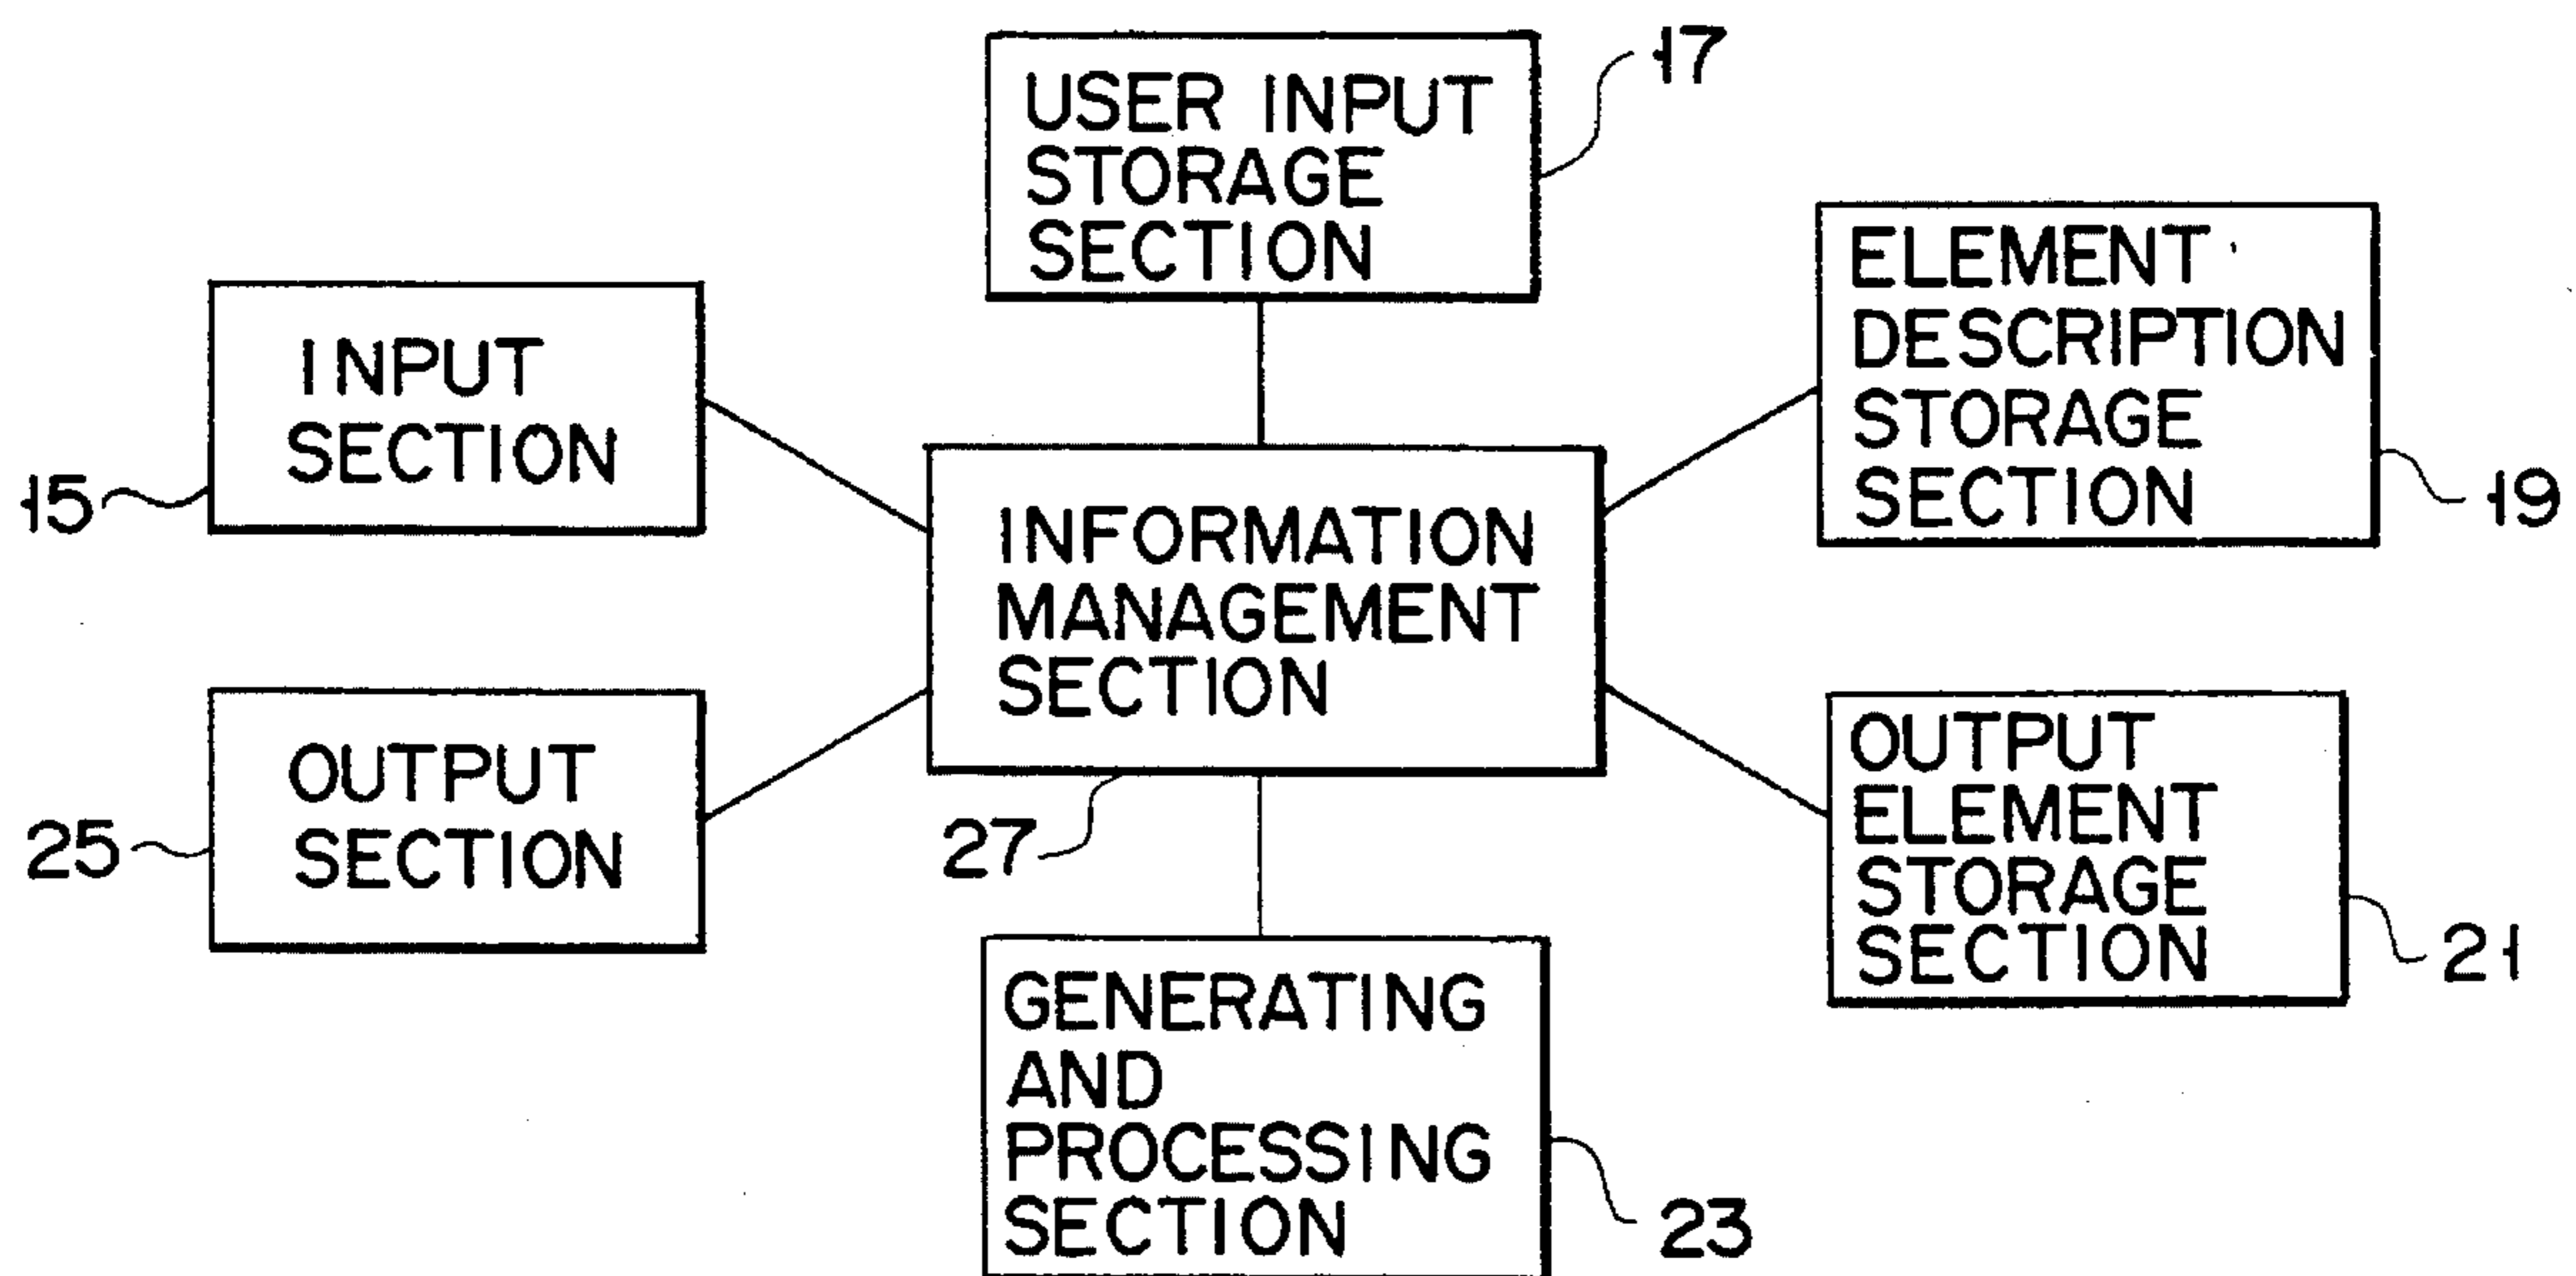 USER INPUT
STORAGE
SECTION
17
INPUT
SECTION
15
ELEMENT
DESCRIPTION
STORAGE
SECTION
19
INFORMATION
MANAGEMENT
SECTION
27
OUTPUT
SECTION
25
OUTPUT
ELEMENT
STORAGE
SECTION
21
GENERATING
AND
PROCESSING
SECTION
23